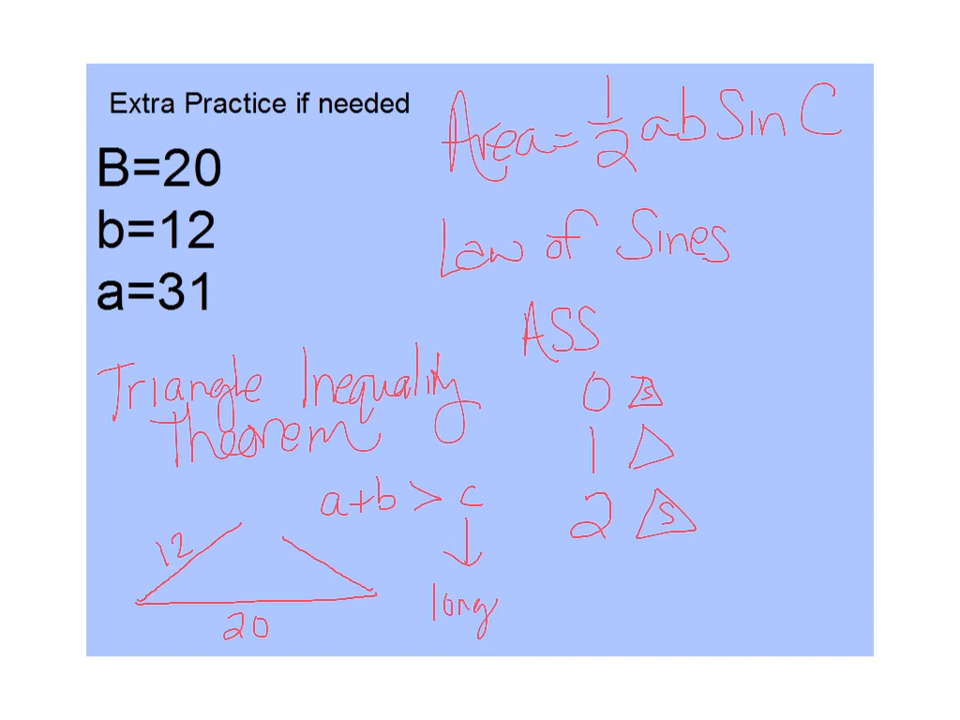 Extra Practice if needed
B=20
b=12
a=31
Area = 1/2 ab Sin C
Law of Sines
ASS
0 △s
1 △
2 △s
Triangle Inequality
Theorem
a+b > c
↓
long
12
20